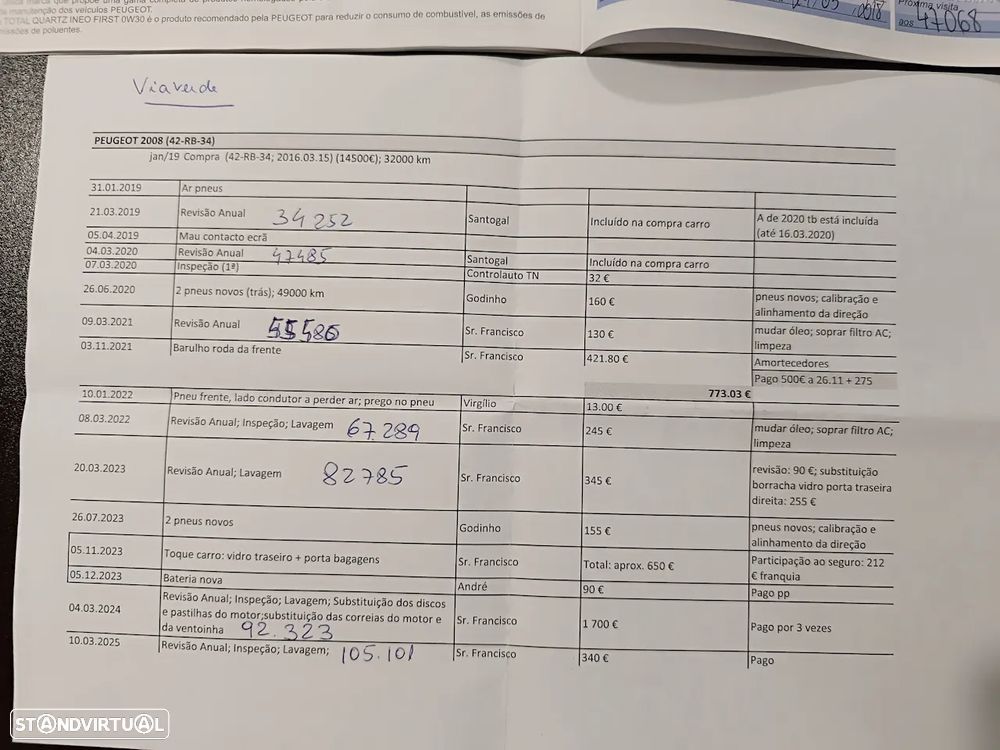 manutenção dos veículos PEUGEOT.
TOTAL QUARTZ INEO FIRST 0W30 é o produto recomendado pela PEUGEOT para reduzir o consumo de combustível, as emissões de
poluentes.
2018
Próxima visita
aos 47068
Viaverde
PEUGEOT 2008 (42-RB-34)
jan/19 Compra (42-RB-34; 2016.03.15) (14500€); 32000 km
31.01.2019 Ar pneus
21.03.2019 Revisão Anual 34252 Santogal Incluído na compra carro A de 2020 tb está incluída
(até 16.03.2020)
05.04.2019 Mau contacto ecrã
04.03.2020 Revisão Anual 47485 Santogal Incluído na compra carro
07.03.2020 Inspeção (1ª) Controlauto TN 32 €
26.06.2020 2 pneus novos (trás); 49000 km Godinho 160 € pneus novos; calibração e
alinhamento da direção
09.03.2021 Revisão Anual Sr. Francisco 130 € mudar óleo; soprar filtro AC;
limpeza
03.11.2021 Barulho roda da frente Sr. Francisco 421.80 € Amortecedores
Pago 500€ a 26.11 + 275
773.03 €
10.01.2022 Pneu frente, lado condutor a perder ar; prego no pneu Virgílio 13.00 €
08.03.2022 Revisão Anual; Inspeção; Lavagem 67.289 Sr. Francisco 245 € mudar óleo; soprar filtro AC;
limpeza
20.03.2023 Revisão Anual; Lavagem 82785 Sr. Francisco 345 € revisão: 90 €; substituição
borracha vidro porta traseira
direita: 255 €
26.07.2023 2 pneus novos Godinho 155 € pneus novos; calibração e
alinhamento da direção
05.11.2023 Toque carro: vidro traseiro + porta bagagens Sr. Francisco Total: aprox. 650 € Participação ao seguro: 212
€ franquia
05.12.2023 Bateria nova André 90 € Pago pp
04.03.2024 Revisão Anual; Inspeção; Lavagem; Substituição dos discos
e pastilhas do motor;substituição das correias do motor e
da ventoinha 92.323 Sr. Francisco 1 700 € Pago por 3 vezes
10.03.2025 Revisão Anual; Inspeção; Lavagem; 105.101 Sr. Francisco 340 € Pago
STANDVIRTUAL